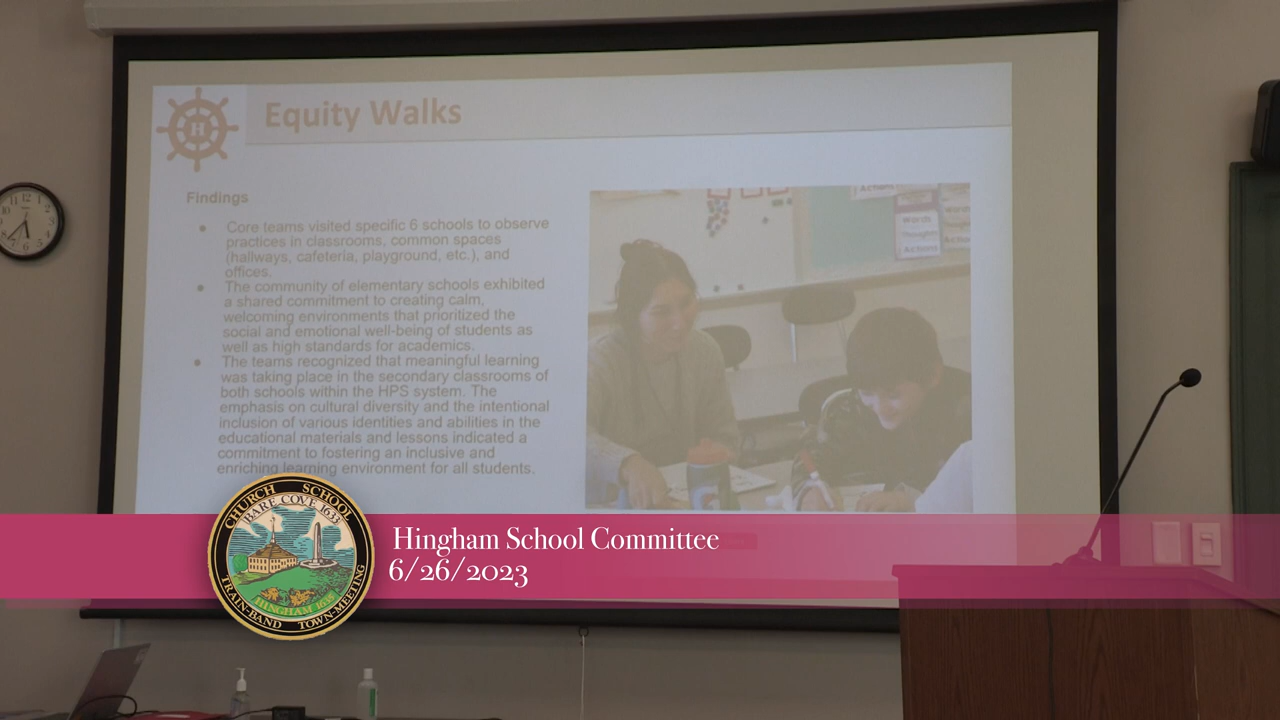 Equity Walks
H
Findings
Core teams visited specific 6 schools to observe
practices in classrooms, common spaces
(hallways, cafeteria, playground, etc.), and
offices.
The community of elementary schools exhibited
a shared commitment to creating calm,
welcoming environments that prioritized the
social and emotional well-being of students as
well as high standards for academics.
The teams recognized that meaningful learning
was taking place in the secondary classrooms of
both schools within the HPS system. The
emphasis on cultural diversity and the intentional
inclusion of various identities and abilities in the
educational materials and lessons indicated a
commitment to fostering an inclusive and
enriching learning environment for all students.
Actions
Words
Thoughts
Actions
CHURCH SCHOOL
BARE COVE 1633
HINGHAM 1635
TRAIN-BAND TOWN-MEETING
Hingham School Committee
6/26/2023